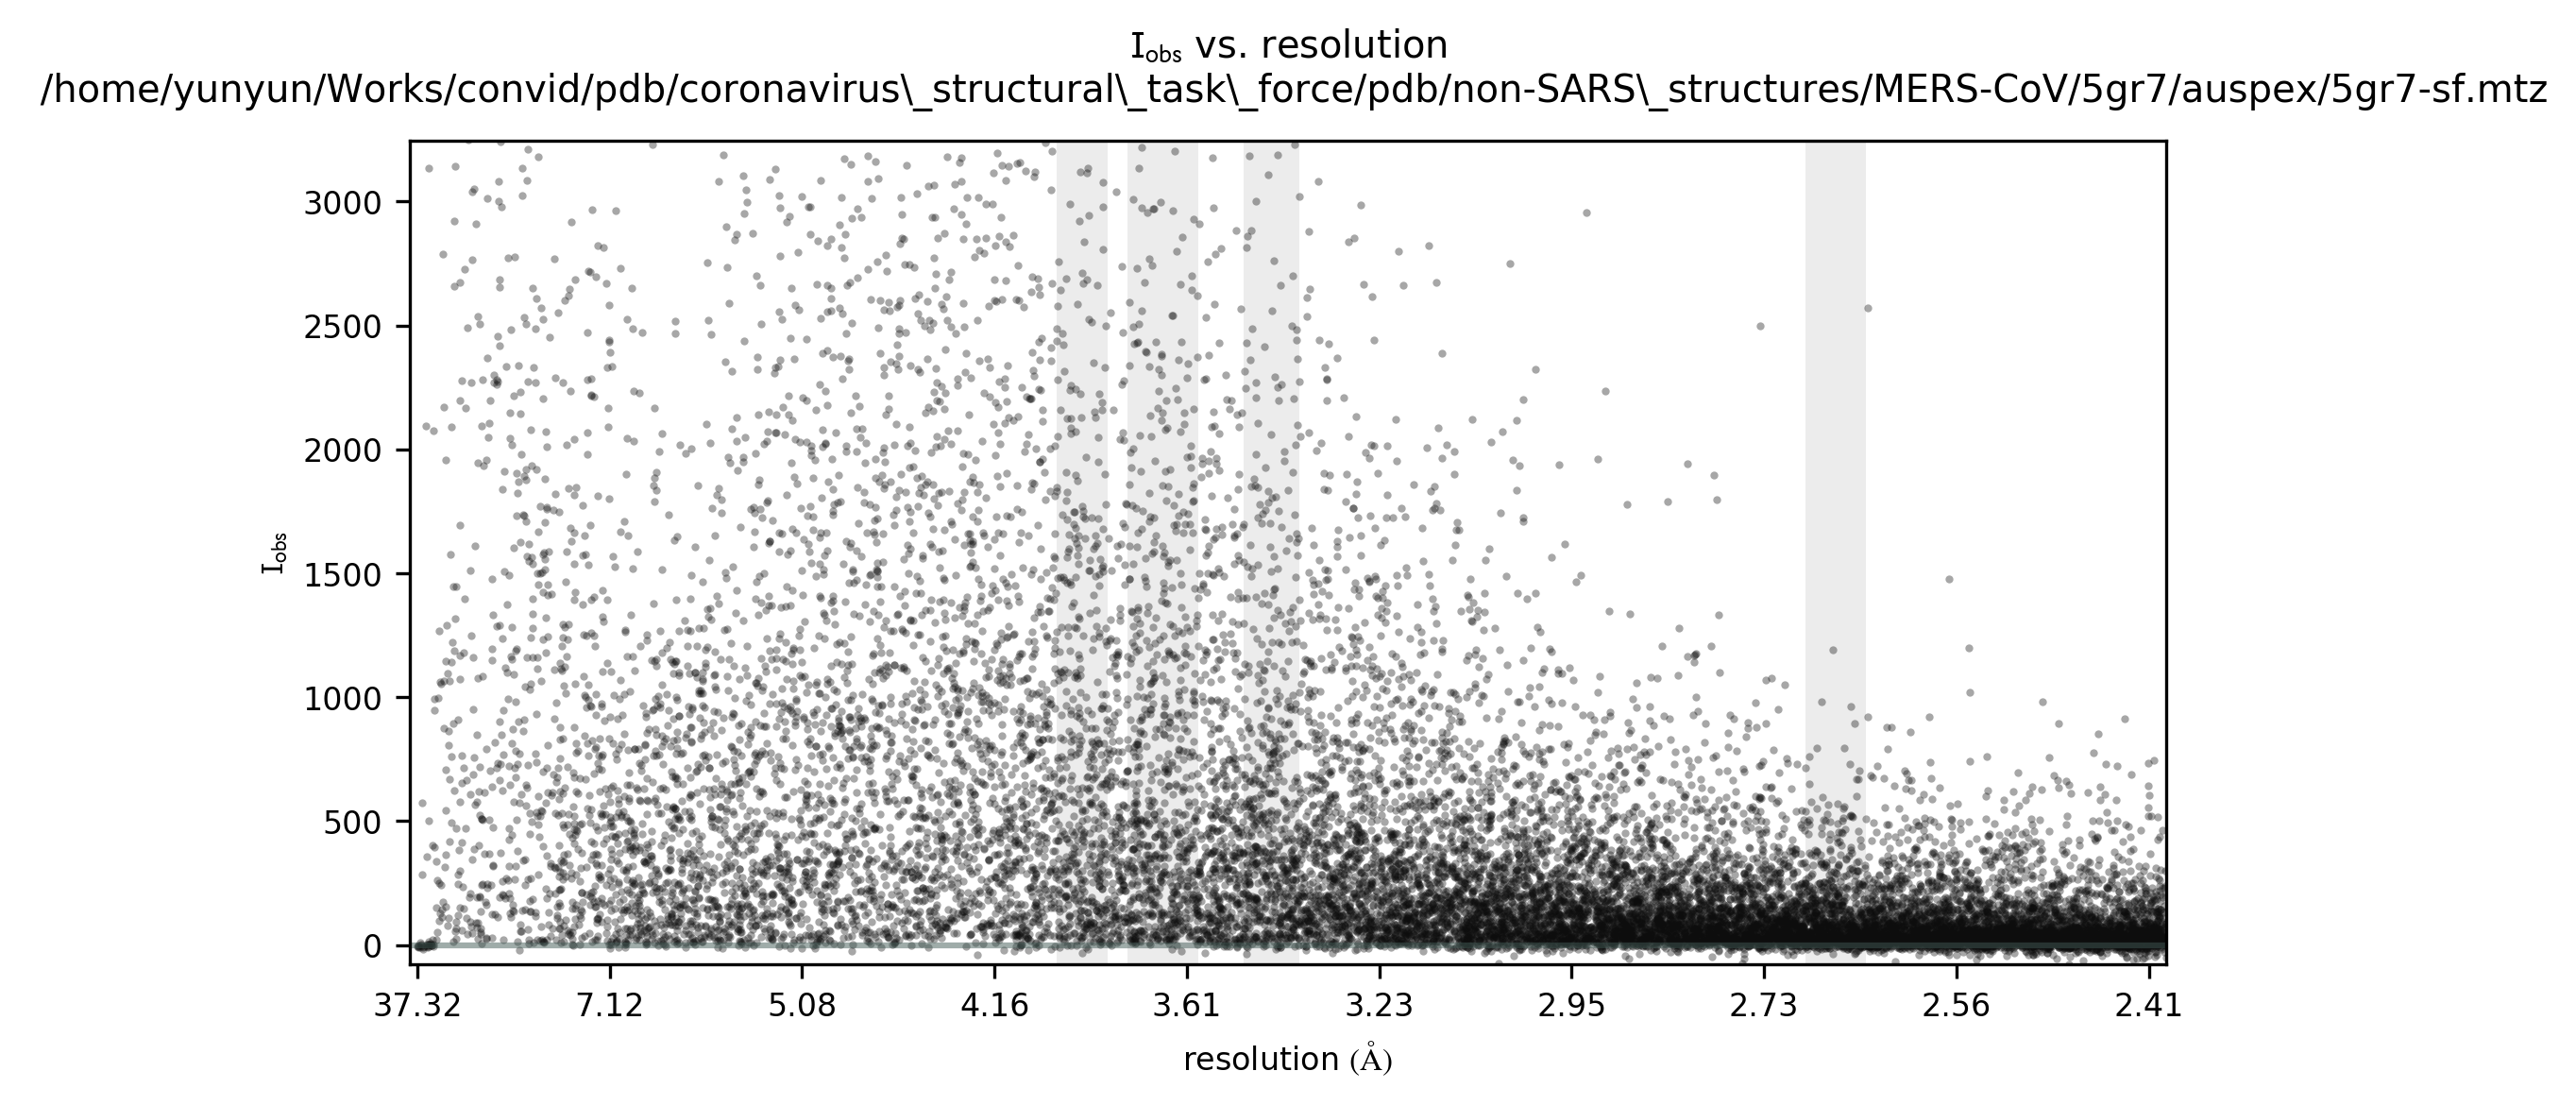 I_obs vs. resolution
/home/yunyun/Works/convid/pdb/coronavirus\_structural\_task\_force/pdb/non-SARS\_structures/MERS-CoV/5gr7/auspex/5gr7-sf.mtz
3000
2500
2000
1500
1000
500
0
I_obs
37.32 7.12 5.08 4.16 3.61 3.23 2.95 2.73 2.56 2.41
resolution (Å)